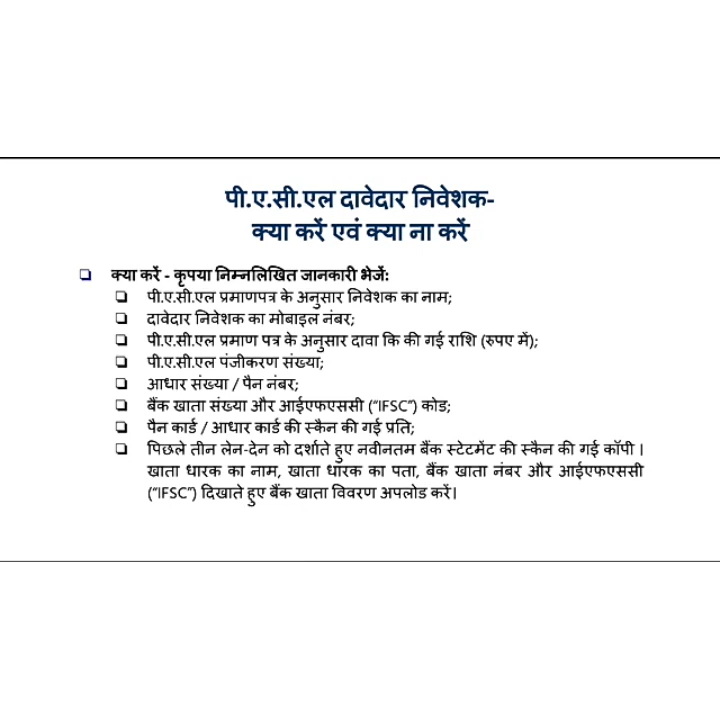 पी.ए.सी.एल दावेदार निवेशक-
क्या करें एवं क्या ना करें
क्या करें - कृपया निम्नलिखित जानकारी भेजें:
पी.ए.सी.एल प्रमाणपत्र के अनुसार निवेशक का नाम;
दावेदार निवेशक का मोबाइल नंबर;
पी.ए.सी.एल प्रमाण पत्र के अनुसार दावा कि की गई राशि (रुपए में);
पी.ए.सी.एल पंजीकरण संख्या;
आधार संख्या / पैन नंबर;
बैंक खाता संख्या और आईएफएससी ("IFSC") कोड;
पैन कार्ड / आधार कार्ड की स्कैन की गई प्रति;
पिछले तीन लेन-देन को दर्शाते हुए नवीनतम बैंक स्टेटमेंट की स्कैन की गई कॉपी ।
खाता धारक का नाम, खाता धारक का पता, बैंक खाता नंबर और आईएफएससी
("IFSC") दिखाते हुए बैंक खाता विवरण अपलोड करें।